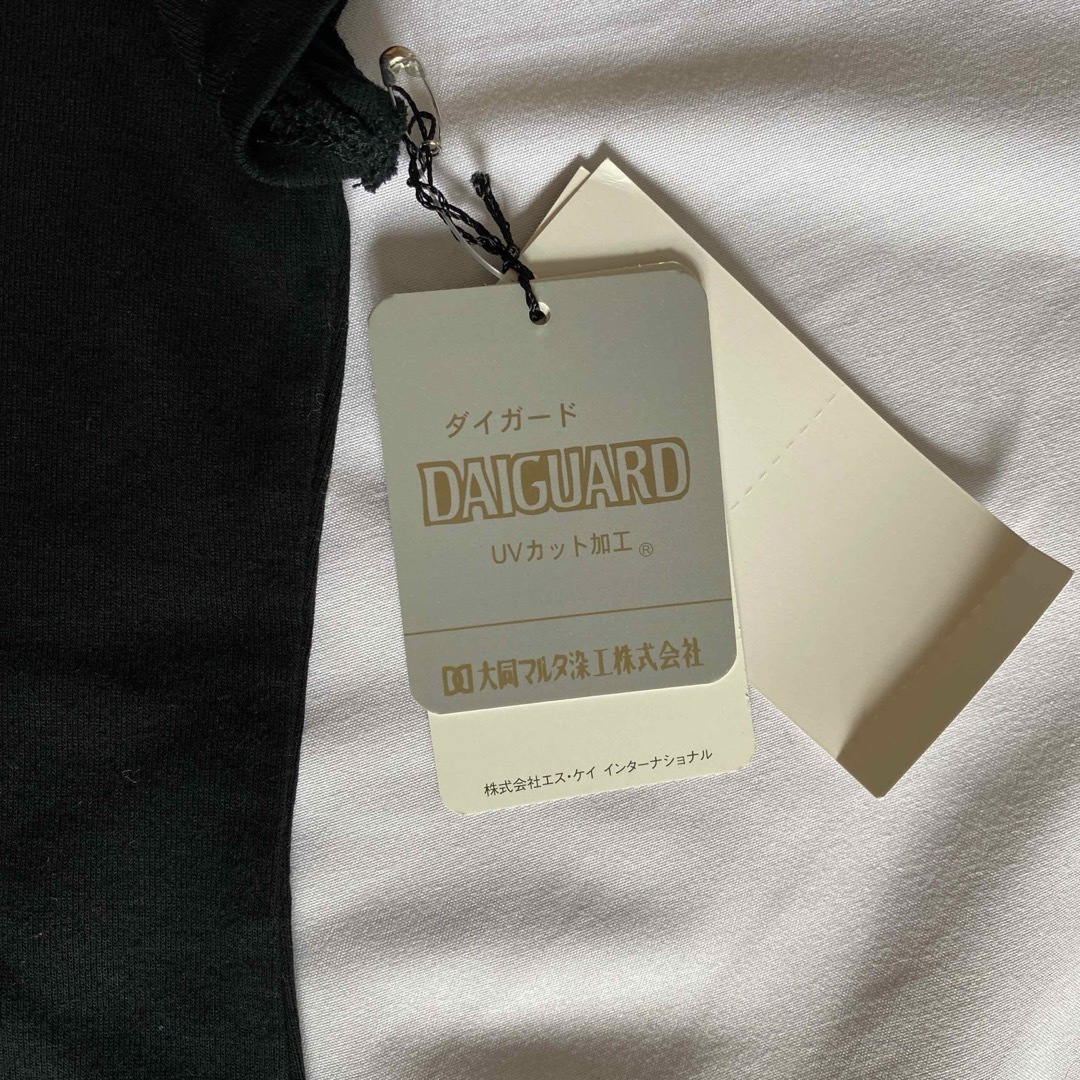 ダイガード
DAIGUARD
UVカット加工®
大同マルタ染工株式会社
株式会社エス・ケイ インターナショナル